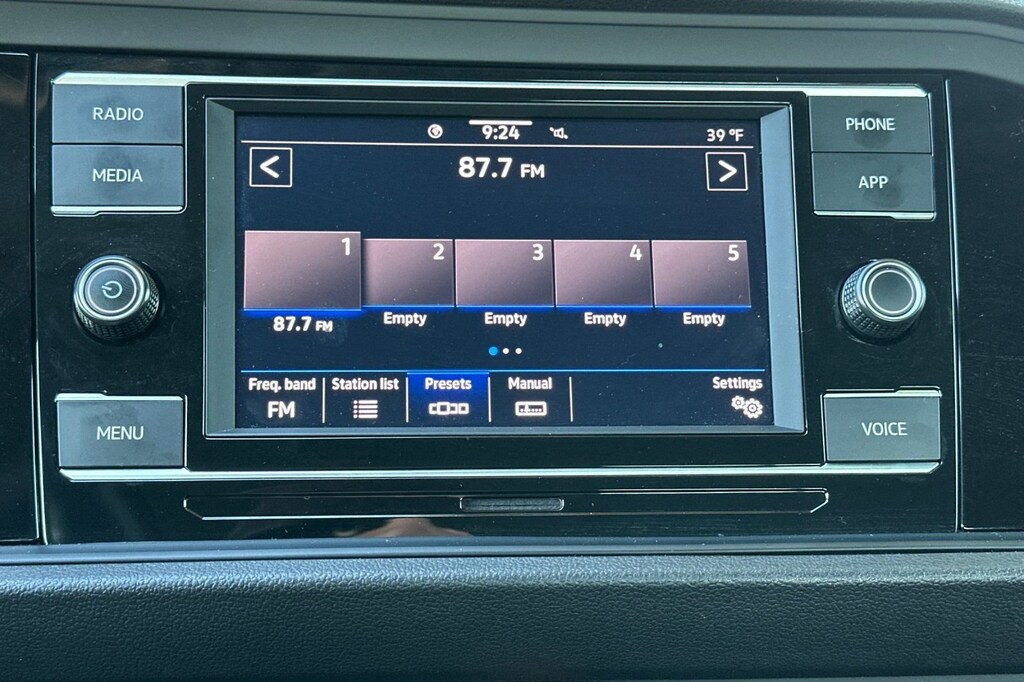 RADIO
MEDIA
MENU
9:24
39 °F
<
87.7 FM
>
1
2
3
4
5
87.7 FM
Empty
Empty
Empty
Empty
Freq. band
FM
Station list
Presets
Manual
Settings
PHONE
APP
VOICE